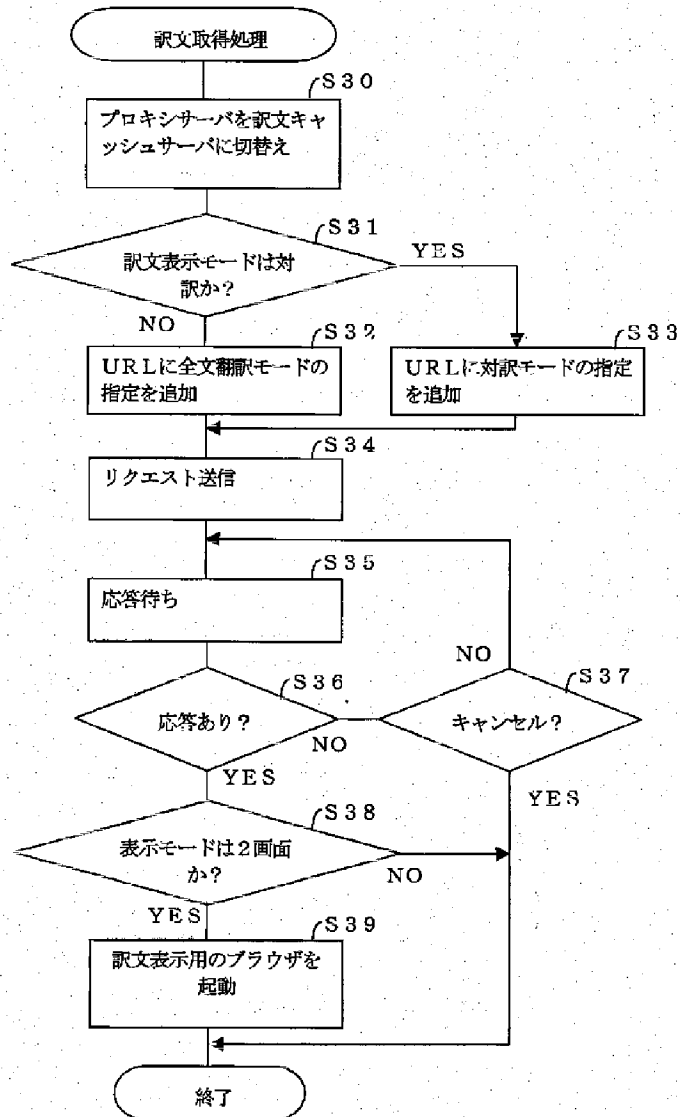 訳文取得処理
S30
プロキシサーバを訳文キャ
ッシュサーバに切替え
S31
訳文表示モードは対
訳か?
YES
NO
S32
URLに全文翻訳モードの
指定を追加
S33
URLに対訳モードの指定
を追加
S34
リクエスト送信
S35
応答待ち
NO
S36
応答あり?
NO
S37
キャンセル?
YES
YES
S38
表示モードは2画面
か?
NO
YES
S39
訳文表示用のブラウザを
起動
終了